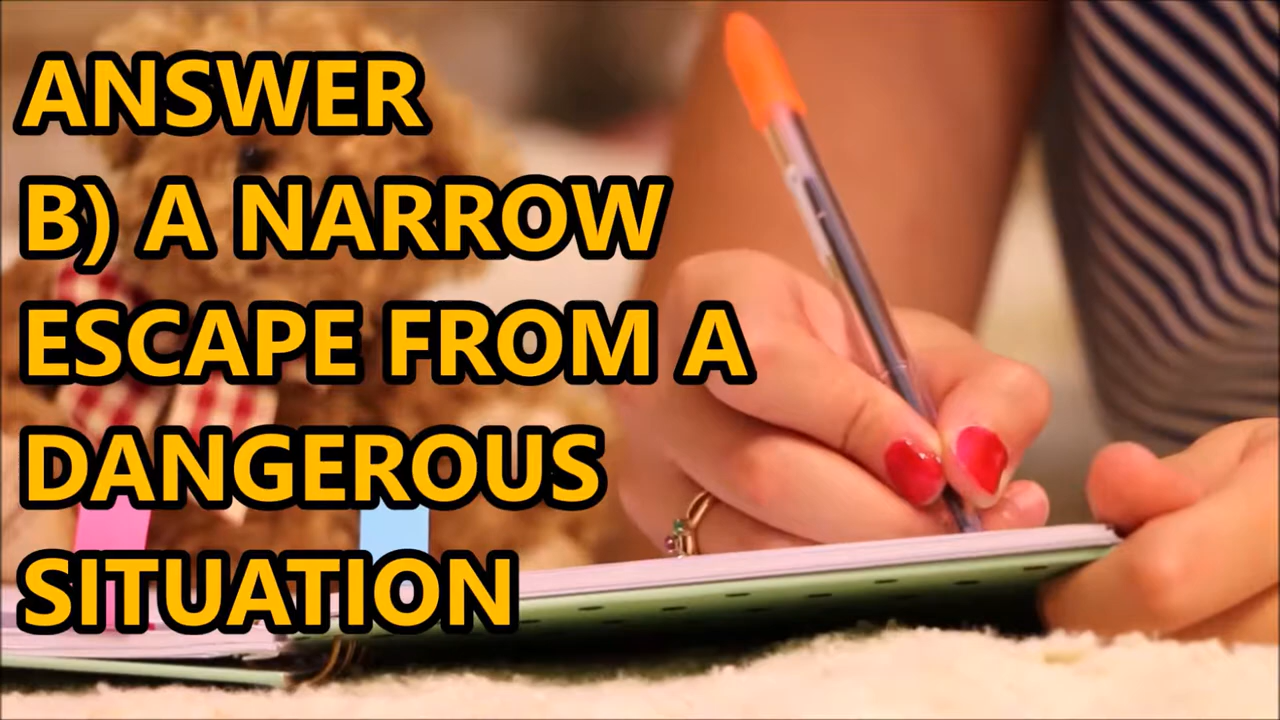 ANSWER
B) A NARROW
ESCAPE FROM A
DANGEROUS
SITUATION